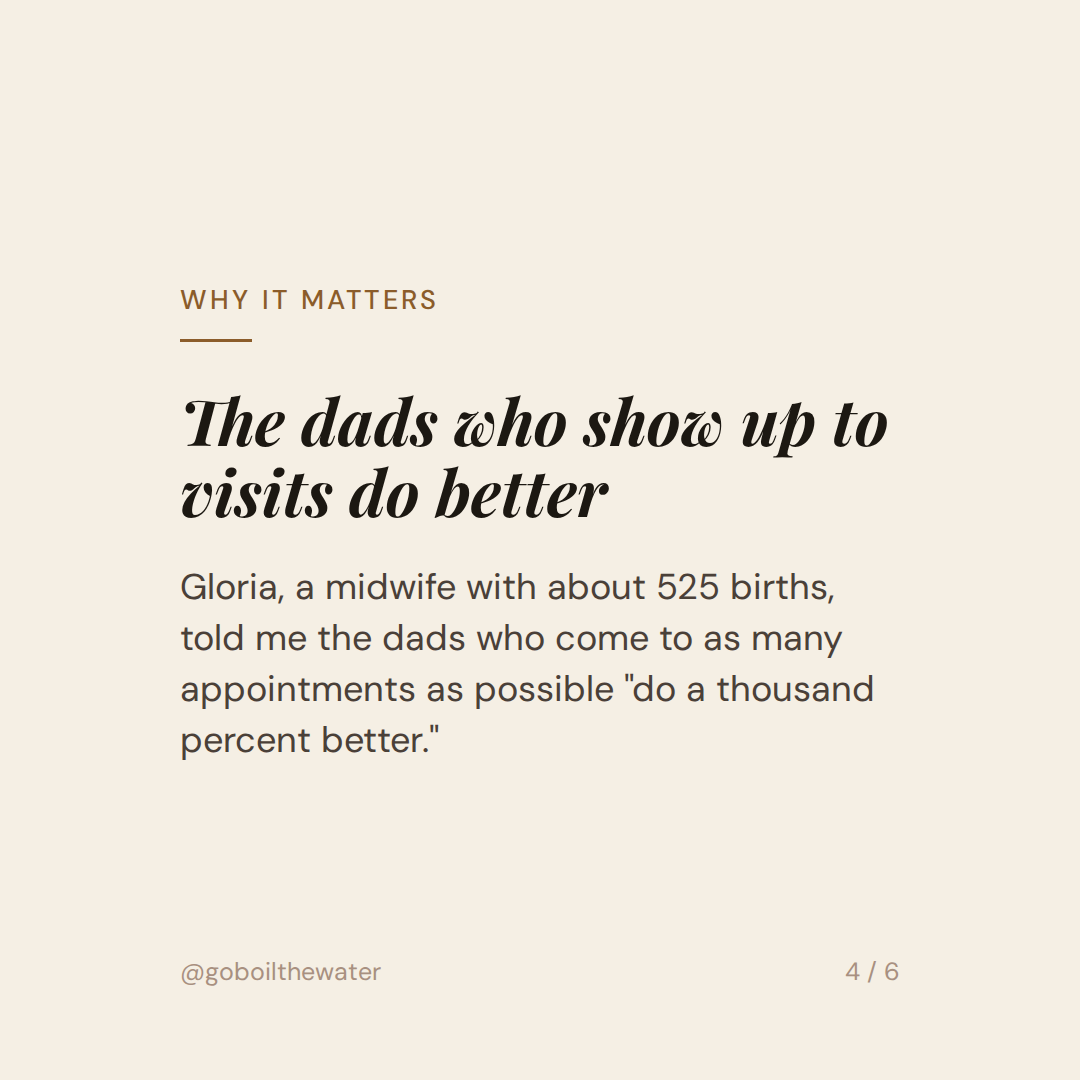 WHY IT MATTERS
The dads who show up to
visits do better
Gloria, a midwife with about 525 births,
told me the dads who come to as many
appointments as possible "do a thousand
percent better."
@goboilthewater
4 / 6